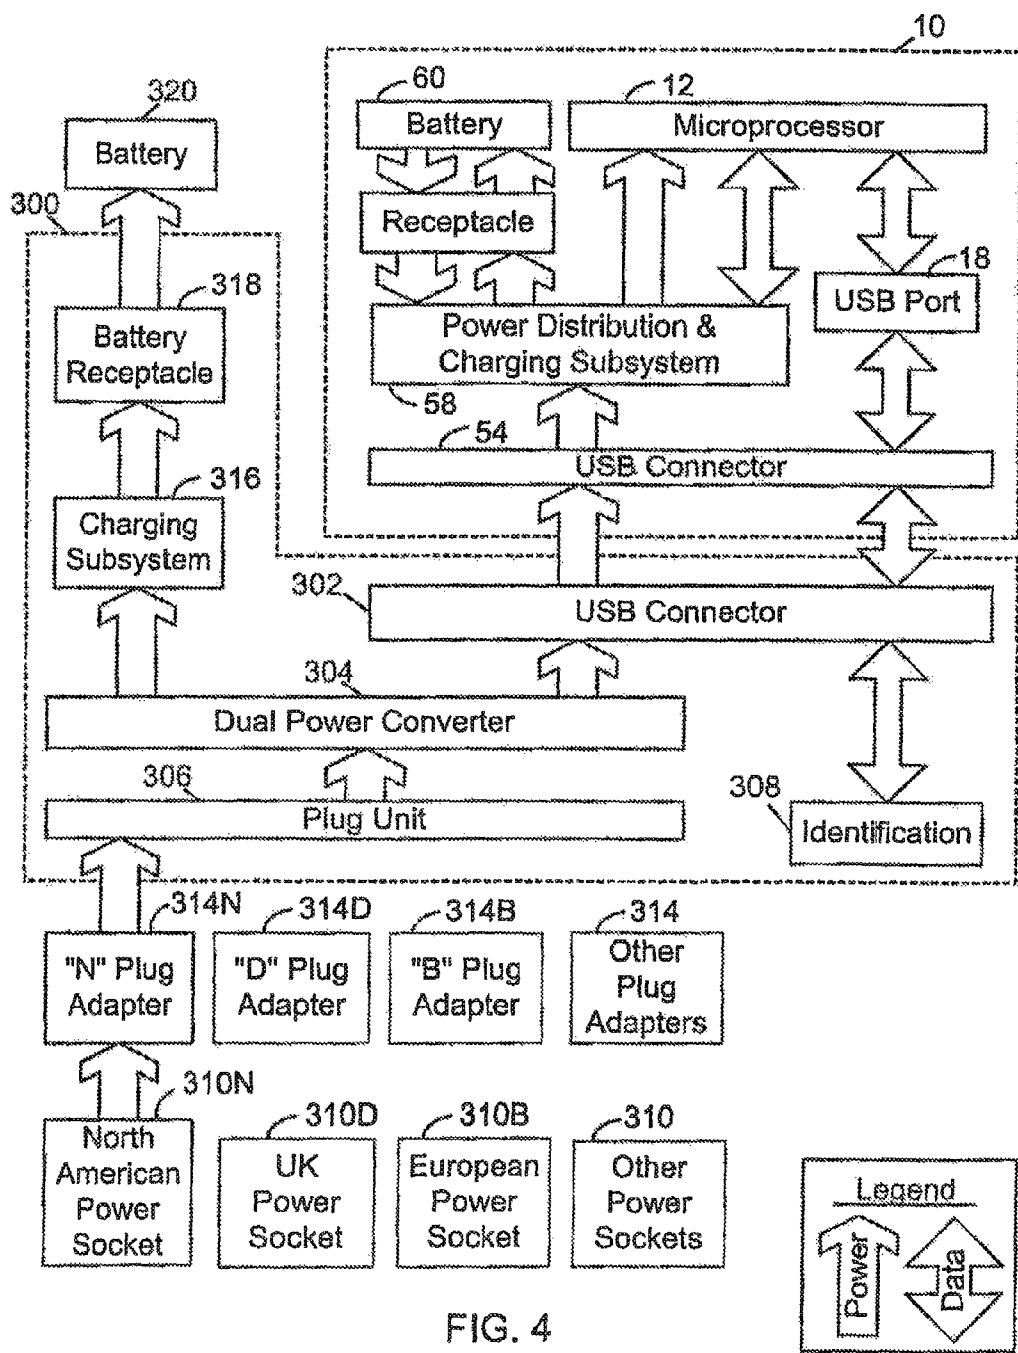 10
60
12
Battery
Microprocessor
320
Battery
300
Receptacle
18
USB Port
318
Battery
Receptacle
Power Distribution &
Charging Subsystem
58
54
USB Connector
316
Charging
Subsystem
302
USB Connector
304
Dual Power Converter
306
Plug Unit
308
Identification
314N
314D
314B
314
"N" Plug
Adapter
"D" Plug
Adapter
"B" Plug
Adapter
Other
Plug
Adapters
310N
310D
310B
310
North
American
Power
Socket
UK
Power
Socket
European
Power
Socket
Other
Power
Sockets
Legend
Power
Data
FIG. 4